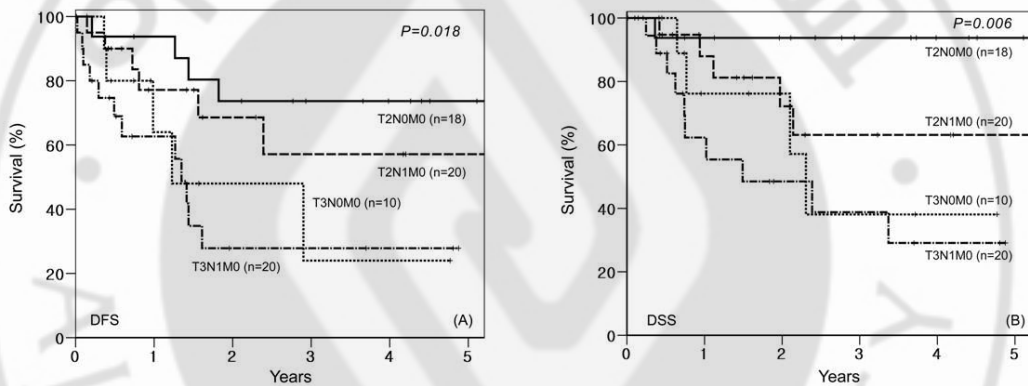 100
80
60
40
20
0
Survival (%)
0 1 2 3 4 5
Years
P=0.018
T2N0M0 (n=18)
T2N1M0 (n=20)
T3N0M0 (n=10)
T3N1M0 (n=20)
DFS
(A)
100
80
60
40
20
0
Survival (%)
0 1 2 3 4 5
Years
P=0.006
T2N0M0 (n=18)
T2N1M0 (n=20)
T3N0M0 (n=10)
T3N1M0 (n=20)
DSS
(B)